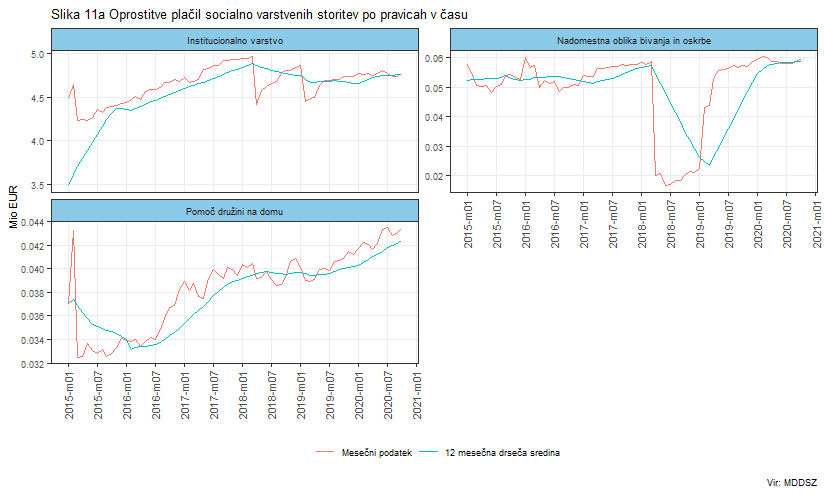 Slika 11a Oprostitve plačil socialno varstvenih storitev po pravicah v času
Institucionalno varstvo
5.0
4.5
4.0
3.5
Nadomestna oblika bivanja in oskrbe
0.06
0.05
0.04
0.03
0.02
2015-m01
2015-m07
2016-m01
2016-m07
2017-m01
2017-m07
2018-m01
2018-m07
2019-m01
2019-m07
2020-m01
2020-m07
2021-m01
Mio EUR
Pomoč družini na domu
0.044
0.042
0.040
0.038
0.036
0.034
0.032
2015-m01
2015-m07
2016-m01
2016-m07
2017-m01
2017-m07
2018-m01
2018-m07
2019-m01
2019-m07
2020-m01
2020-m07
2021-m01
Mesečni podatek
12 mesečna drseča sredina
Vir: MDDSZ